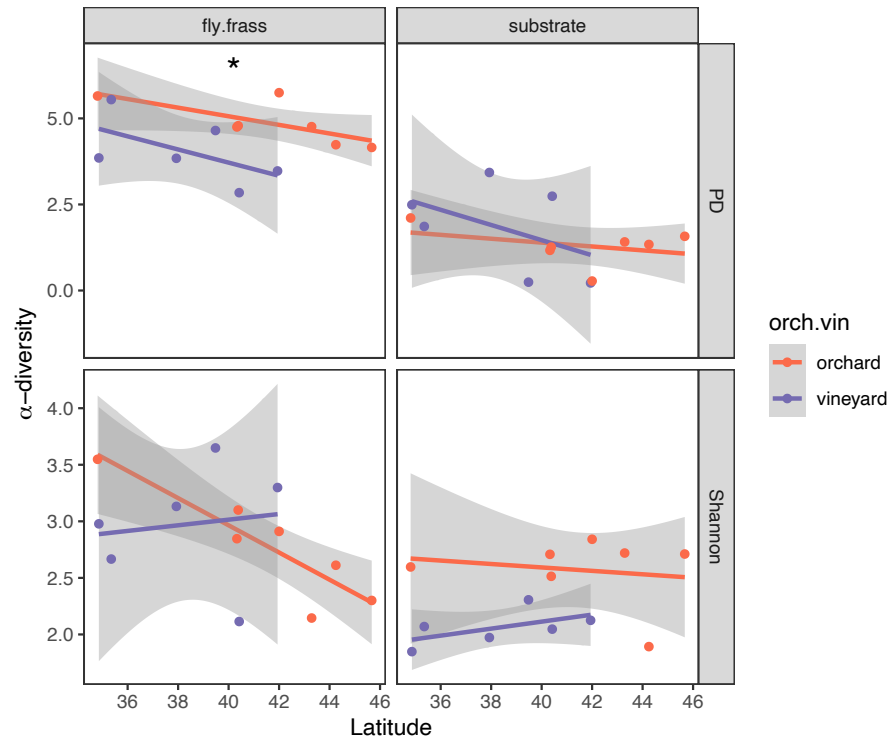 fly.frass
substrate
*
5.0
2.5
0.0
PD
4.0
3.5
3.0
2.5
2.0
Shannon
α−diversity
36 38 40 42 44 46
36 38 40 42 44 46
Latitude
orch.vin
orchard
vineyard